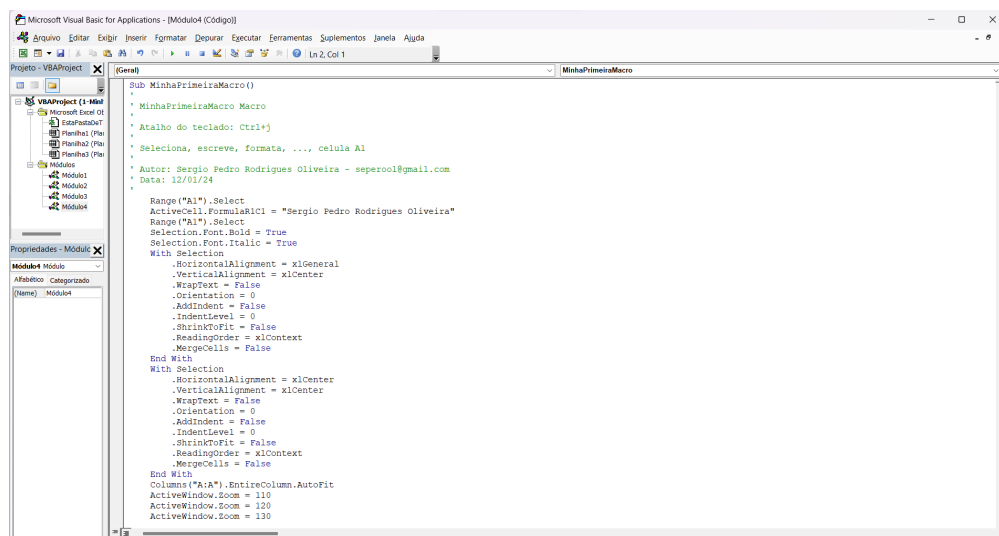 Microsoft Visual Basic for Applications - [Módulo4 (Código)]
Arquivo Editar Exibir Inserir Formatar Depurar Executar Ferramentas Suplementos Janela Ajuda
Ln 2, Col 1
Projeto - VBAProject
(Geral)
MinhaPrimeiraMacro
VBAProject (1-Minh
Microsoft Excel Ob
EstaPastaDeT
Planilha1 (Plan
Planilha2 (Plan
Planilha3 (Plan
Módulos
Módulo1
Módulo2
Módulo3
Módulo4
Propriedades - Módulo
Módulo4 Módulo
Alfabético Categorizado
(Name) Módulo4
Sub MinhaPrimeiraMacro()
'
' MinhaPrimeiraMacro Macro
'
' Atalho do teclado: Ctrl+j
'
' Seleciona, escreve, formata, ..., celula A1
'
' Autor: Sergio Pedro Rodrigues Oliveira - seperool@gmail.com
' Data: 12/01/24
'
Range("A1").Select
ActiveCell.FormulaR1C1 = "Sergio Pedro Rodrigues Oliveira"
Range("A1").Select
Selection.Font.Bold = True
Selection.Font.Italic = True
With Selection
.HorizontalAlignment = xlGeneral
.VerticalAlignment = xlCenter
.WrapText = False
.Orientation = 0
.AddIndent = False
.IndentLevel = 0
.ShrinkToFit = False
.ReadingOrder = xlContext
.MergeCells = False
End With
With Selection
.HorizontalAlignment = xlCenter
.VerticalAlignment = xlCenter
.WrapText = False
.Orientation = 0
.AddIndent = False
.IndentLevel = 0
.ShrinkToFit = False
.ReadingOrder = xlContext
.MergeCells = False
End With
Columns("A:A").EntireColumn.AutoFit
ActiveWindow.Zoom = 110
ActiveWindow.Zoom = 120
ActiveWindow.Zoom = 130